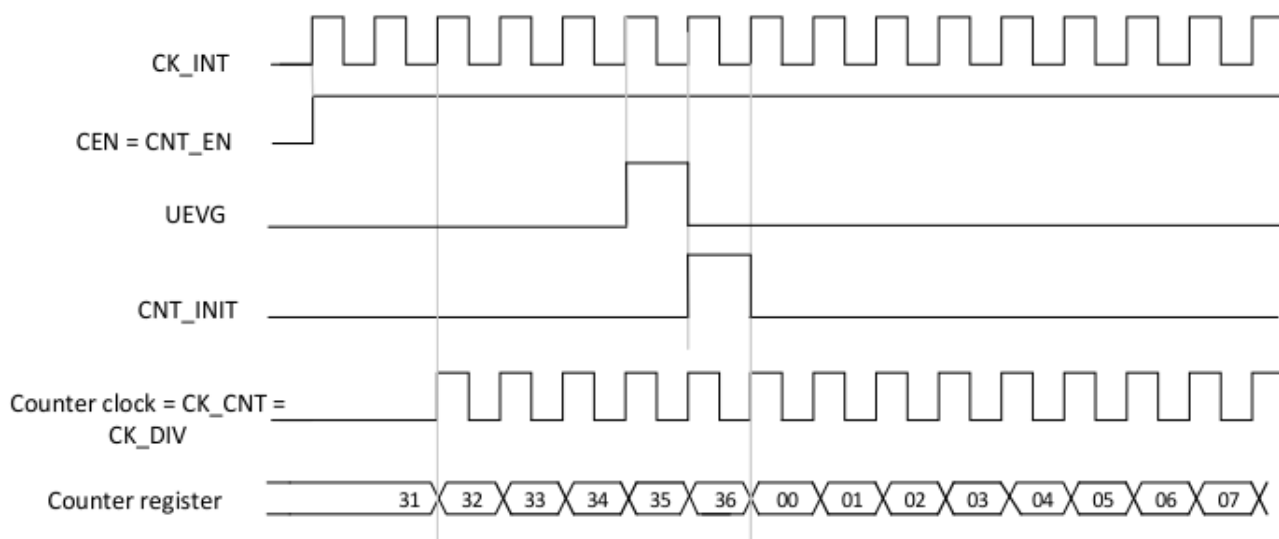 CK_INT
CEN = CNT_EN
UEVG
CNT_INIT
Counter clock = CK_CNT =
CK_DIV
Counter register 31 32 33 34 35 36 00 01 02 03 04 05 06 07